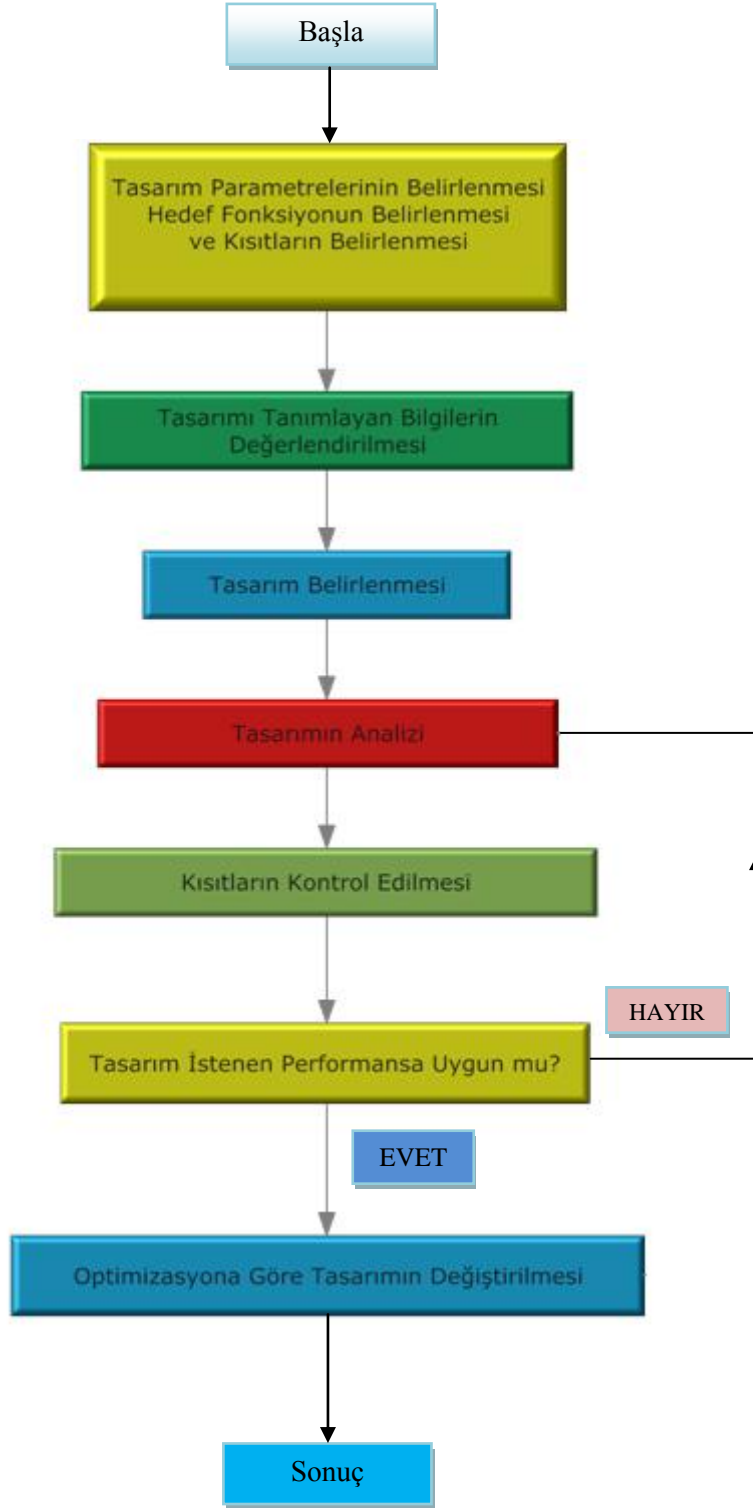 Başla
Tasarım Parametrelerinin Belirlenmesi
Hedef Fonksiyonun Belirlenmesi
ve Kısıtların Belirlenmesi
Tasarımı Tanımlayan Bilgilerin
Değerlendirilmesi
Tasarım Belirlenmesi
Tasarımın Analizi
Kısıtların Kontrol Edilmesi
HAYIR
Tasarım İstenen Performansa Uygun mu?
EVET
Optimizasyona Göre Tasarımın Değiştirilmesi
Sonuç